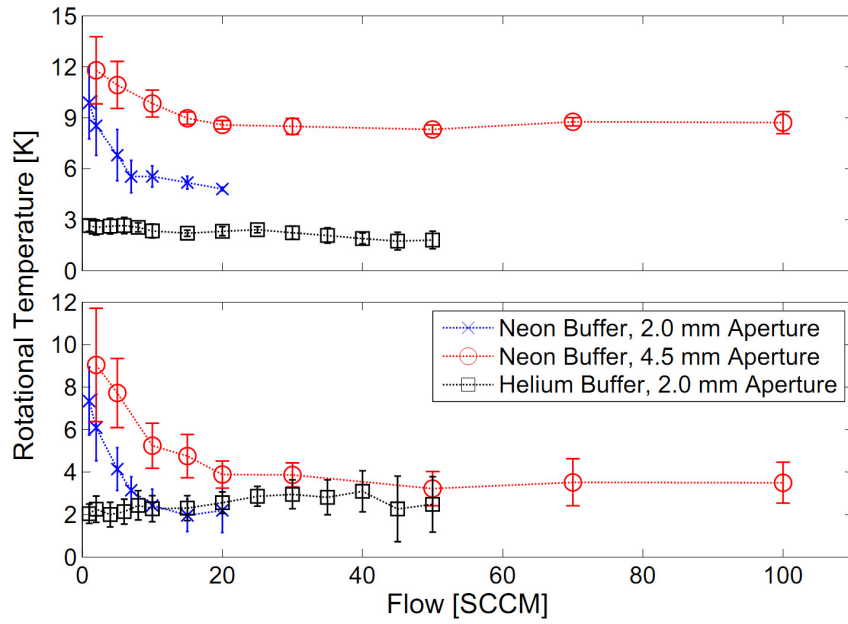 15
12
9
6
3
0
12
10
8
6
4
2
0
Rotational Temperature [K]
Neon Buffer, 2.0 mm Aperture
Neon Buffer, 4.5 mm Aperture
Helium Buffer, 2.0 mm Aperture
0 20 40 60 80 100
Flow [SCCM]